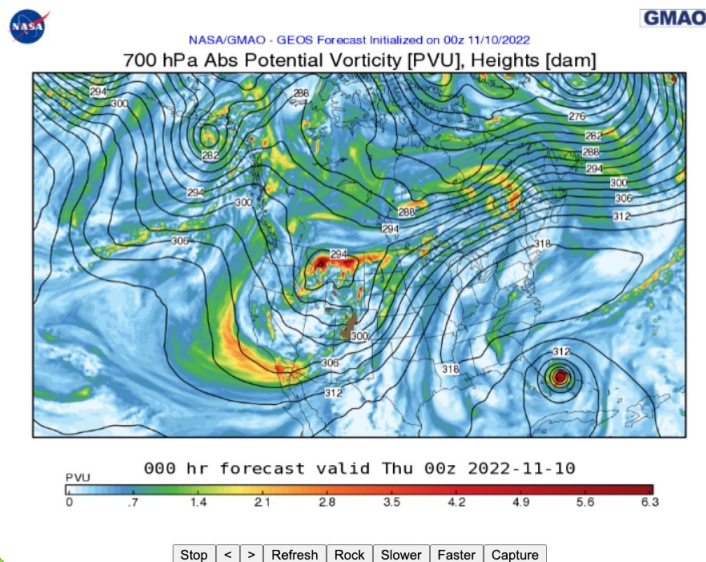 NASA
GMAO
NASA/GMAO - GEOS Forecast Initialized on 00z 11/10/2022
700 hPa Abs Potential Vorticity [PVU], Heights [dam]
294
300
288
276
282
282
288
294
294
300
300
306
288
312
294
306
318
294
300
306
312
318
312
000 hr forecast valid Thu 00z 2022-11-10
PVU
0 .7 1.4 2.1 2.8 3.5 4.2 4.9 5.6 6.3
Stop < > Refresh Rock Slower Faster Capture